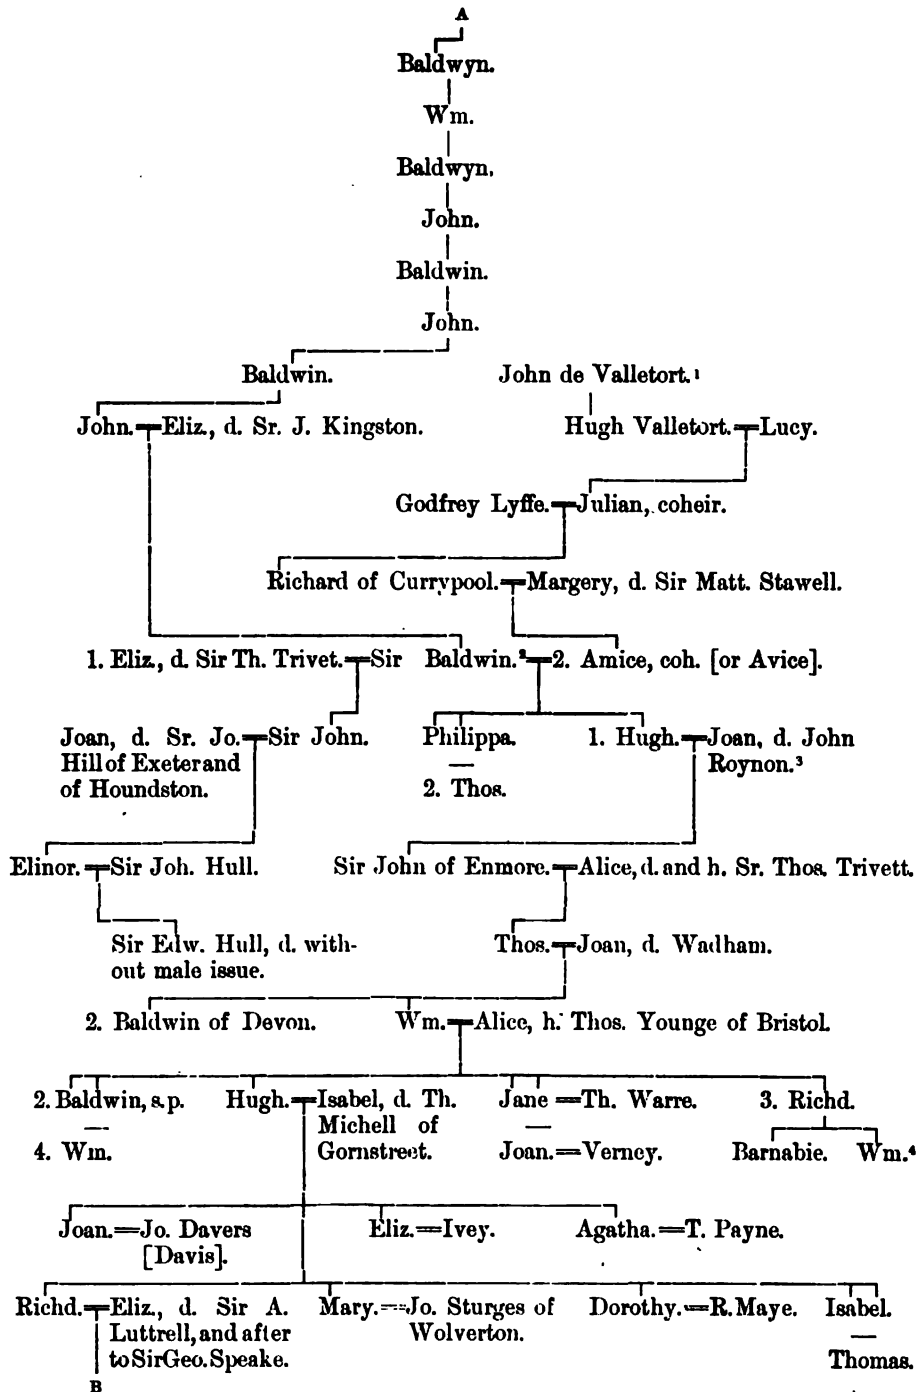 A
Baldwyn.
Wm.
Baldwyn.
John.
Baldwin.
John.
Baldwin. John de Valletort.¹
John. Eliz., d. Sr. J. Kingston. Hugh Valletort. Lucy.
Godfrey Lyffe. Julian, coheir.
Richard of Currypool. Margery, d. Sir Matt. Stawell.
1. Eliz., d. Sir Th. Trivet. Sir Baldwin.² 2. Amice, coh. [or Avice].
Joan, d. Sr. Jo. Sir John. Philippa. 1. Hugh. Joan, d. John
Hill of Exeter and — Roynon.³
of Houndston. 2. Thos.
Elinor. Sir Joh. Hull. Sir John of Enmore. Alice, d. and h. Sr. Thos. Trivett.
Sir Edw. Hull, d. with- Thos. Joan, d. Wadham.
out male issue.
2. Baldwin of Devon. Wm. Alice, h. Thos. Younge of Bristol.
2. Baldwin, s.p. Hugh. Isabel, d. Th. Jane = Th. Warre. 3. Richd.
— Michell of —
4. Wm. Gornstreet. Joan. = Verney. Barnabie. Wm.⁴
Joan. = Jo. Davers Eliz. = Ivey. Agatha. = T. Payne.
[Davis].
Richd. Eliz., d. Sir A. Mary. = Jo. Sturges of Dorothy. = R. Maye. Isabel.
Luttrell, and after Wolverton. —
to Sir Geo. Speake. Thomas.
B